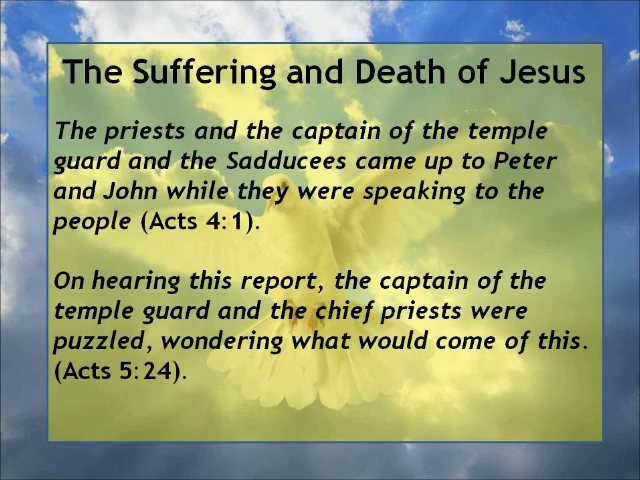 The Suffering and Death of Jesus
The priests and the captain of the temple
guard and the Sadducees came up to Peter
and John while they were speaking to the
people (Acts 4:1).
On hearing this report, the captain of the
temple guard and the chief priests were
puzzled, wondering what would come of this.
(Acts 5:24).